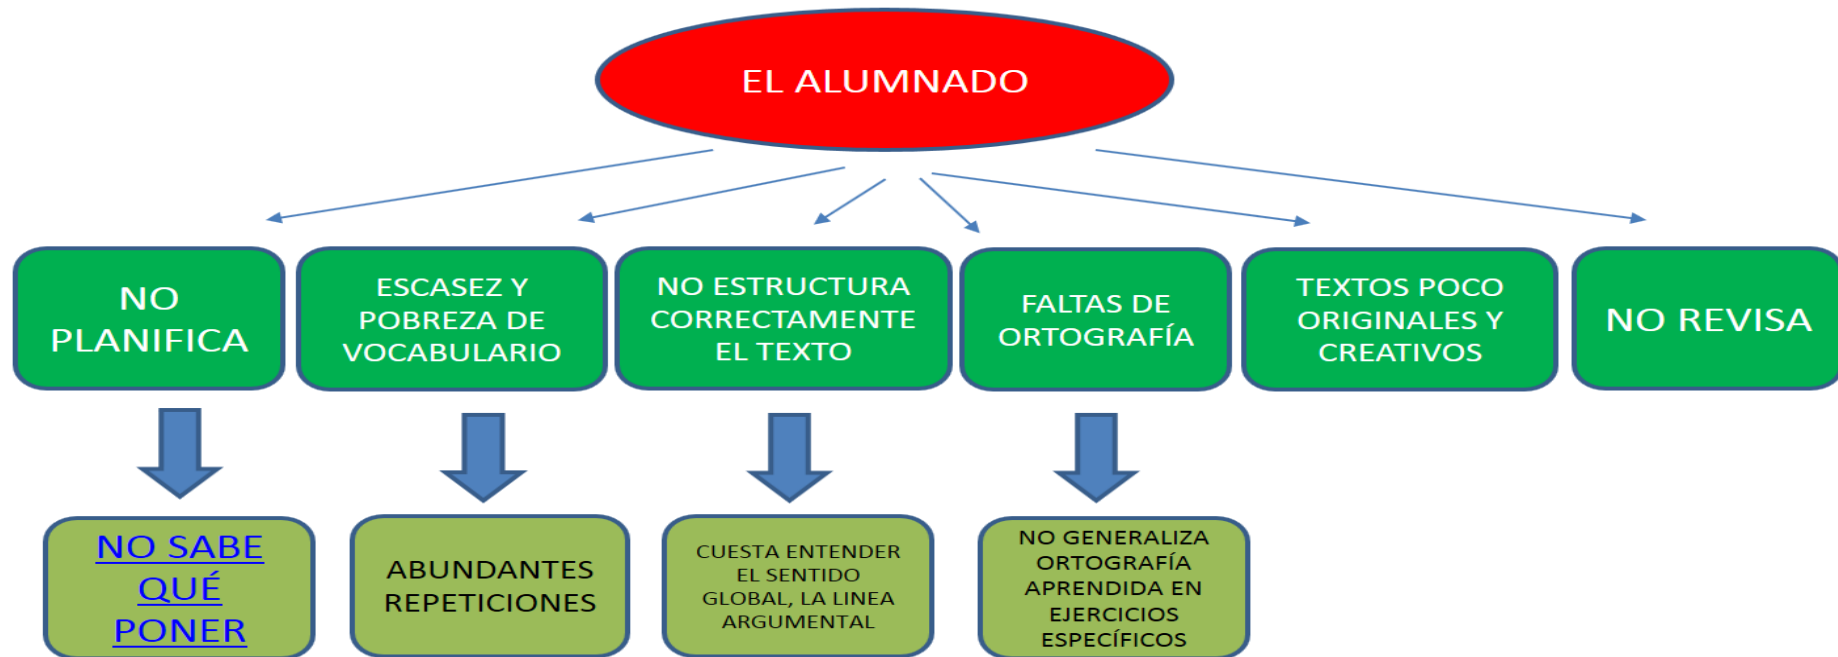 EL ALUMNADO
NO
PLANIFICA
ESCASEZ Y
POBREZA DE
VOCABULARIO
NO ESTRUCTURA
CORRECTAMENTE
EL TEXTO
FALTAS DE
ORTOGRAFÍA
TEXTOS POCO
ORIGINALES Y
CREATIVOS
NO REVISA
NO SABE
QUÉ
PONER
ABUNDANTES
REPETICIONES
CUESTA ENTENDER
EL SENTIDO
GLOBAL, LA LINEA
ARGUMENTAL
NO GENERALIZA
ORTOGRAFÍA
APRENDIDA EN
EJERCICIOS
ESPECÍFICOS